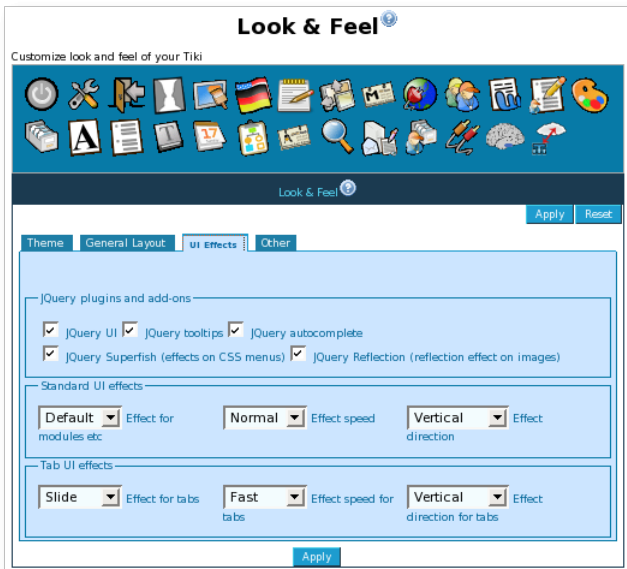 Look & Feel
Customize look and feel of your Tiki
A T 17
Look & Feel
Apply Reset
Theme General Layout UI Effects Other
JQuery plugins and add-ons
JQuery UI JQuery tooltips JQuery autocomplete
JQuery Superfish (effects on CSS menus) JQuery Reflection (reflection effect on images)
Standard UI effects
Default Effect for modules etc Normal Effect speed Vertical Effect direction
Tab UI effects
Slide Effect for tabs Fast Effect speed for tabs Vertical Effect direction for tabs
Apply